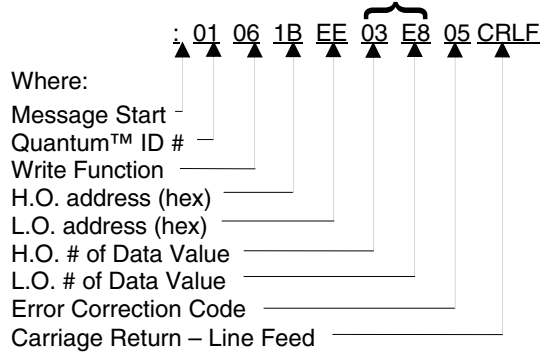 : 01 06 1B EE 03 E8 05 CRLF
Where:
Message Start
Quantum™ ID #
Write Function
H.O. address (hex)
L.O. address (hex)
H.O. # of Data Value
L.O. # of Data Value
Error Correction Code
Carriage Return – Line Feed